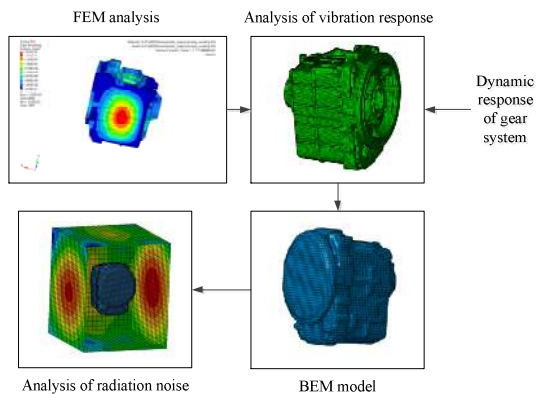 FEM analysis
Analysis of vibration response
Dynamic
response
of gear
system
Analysis of radiation noise
BEM model